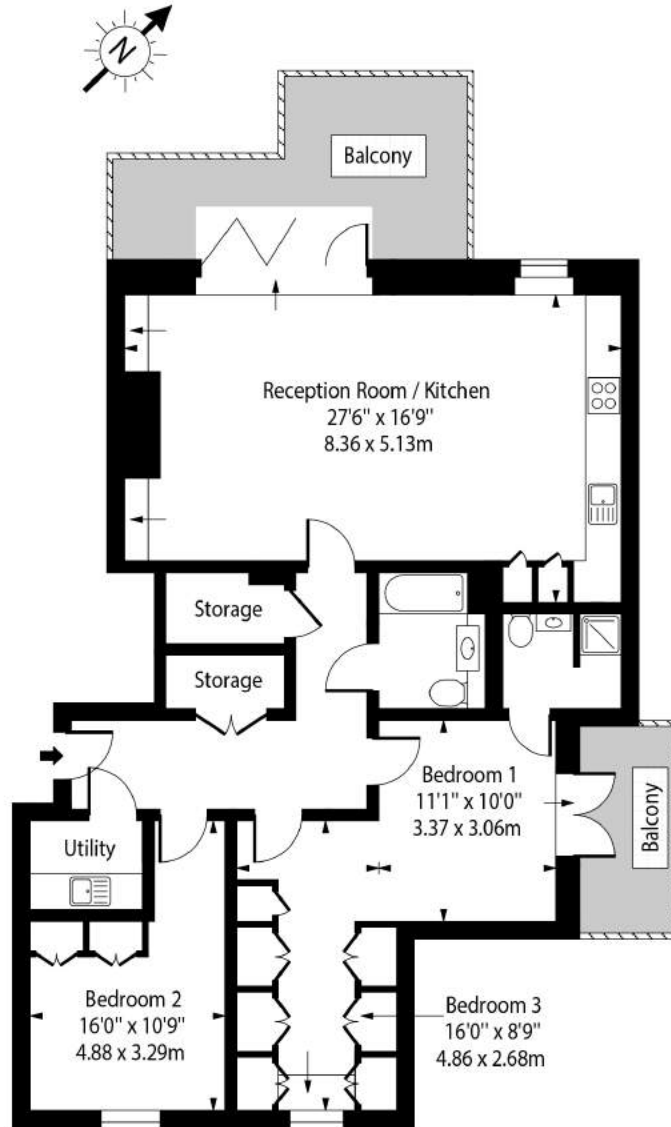 N
Balcony
Reception Room / Kitchen
27'6" x 16'9"
8.36 x 5.13m
Storage
Storage
Bedroom 1
11'1" x 10'0"
3.37 x 3.06m
Balcony
Utility
Bedroom 2
16'0" x 10'9"
4.88 x 3.29m
Bedroom 3
16'0" x 8'9"
4.86 x 2.68m